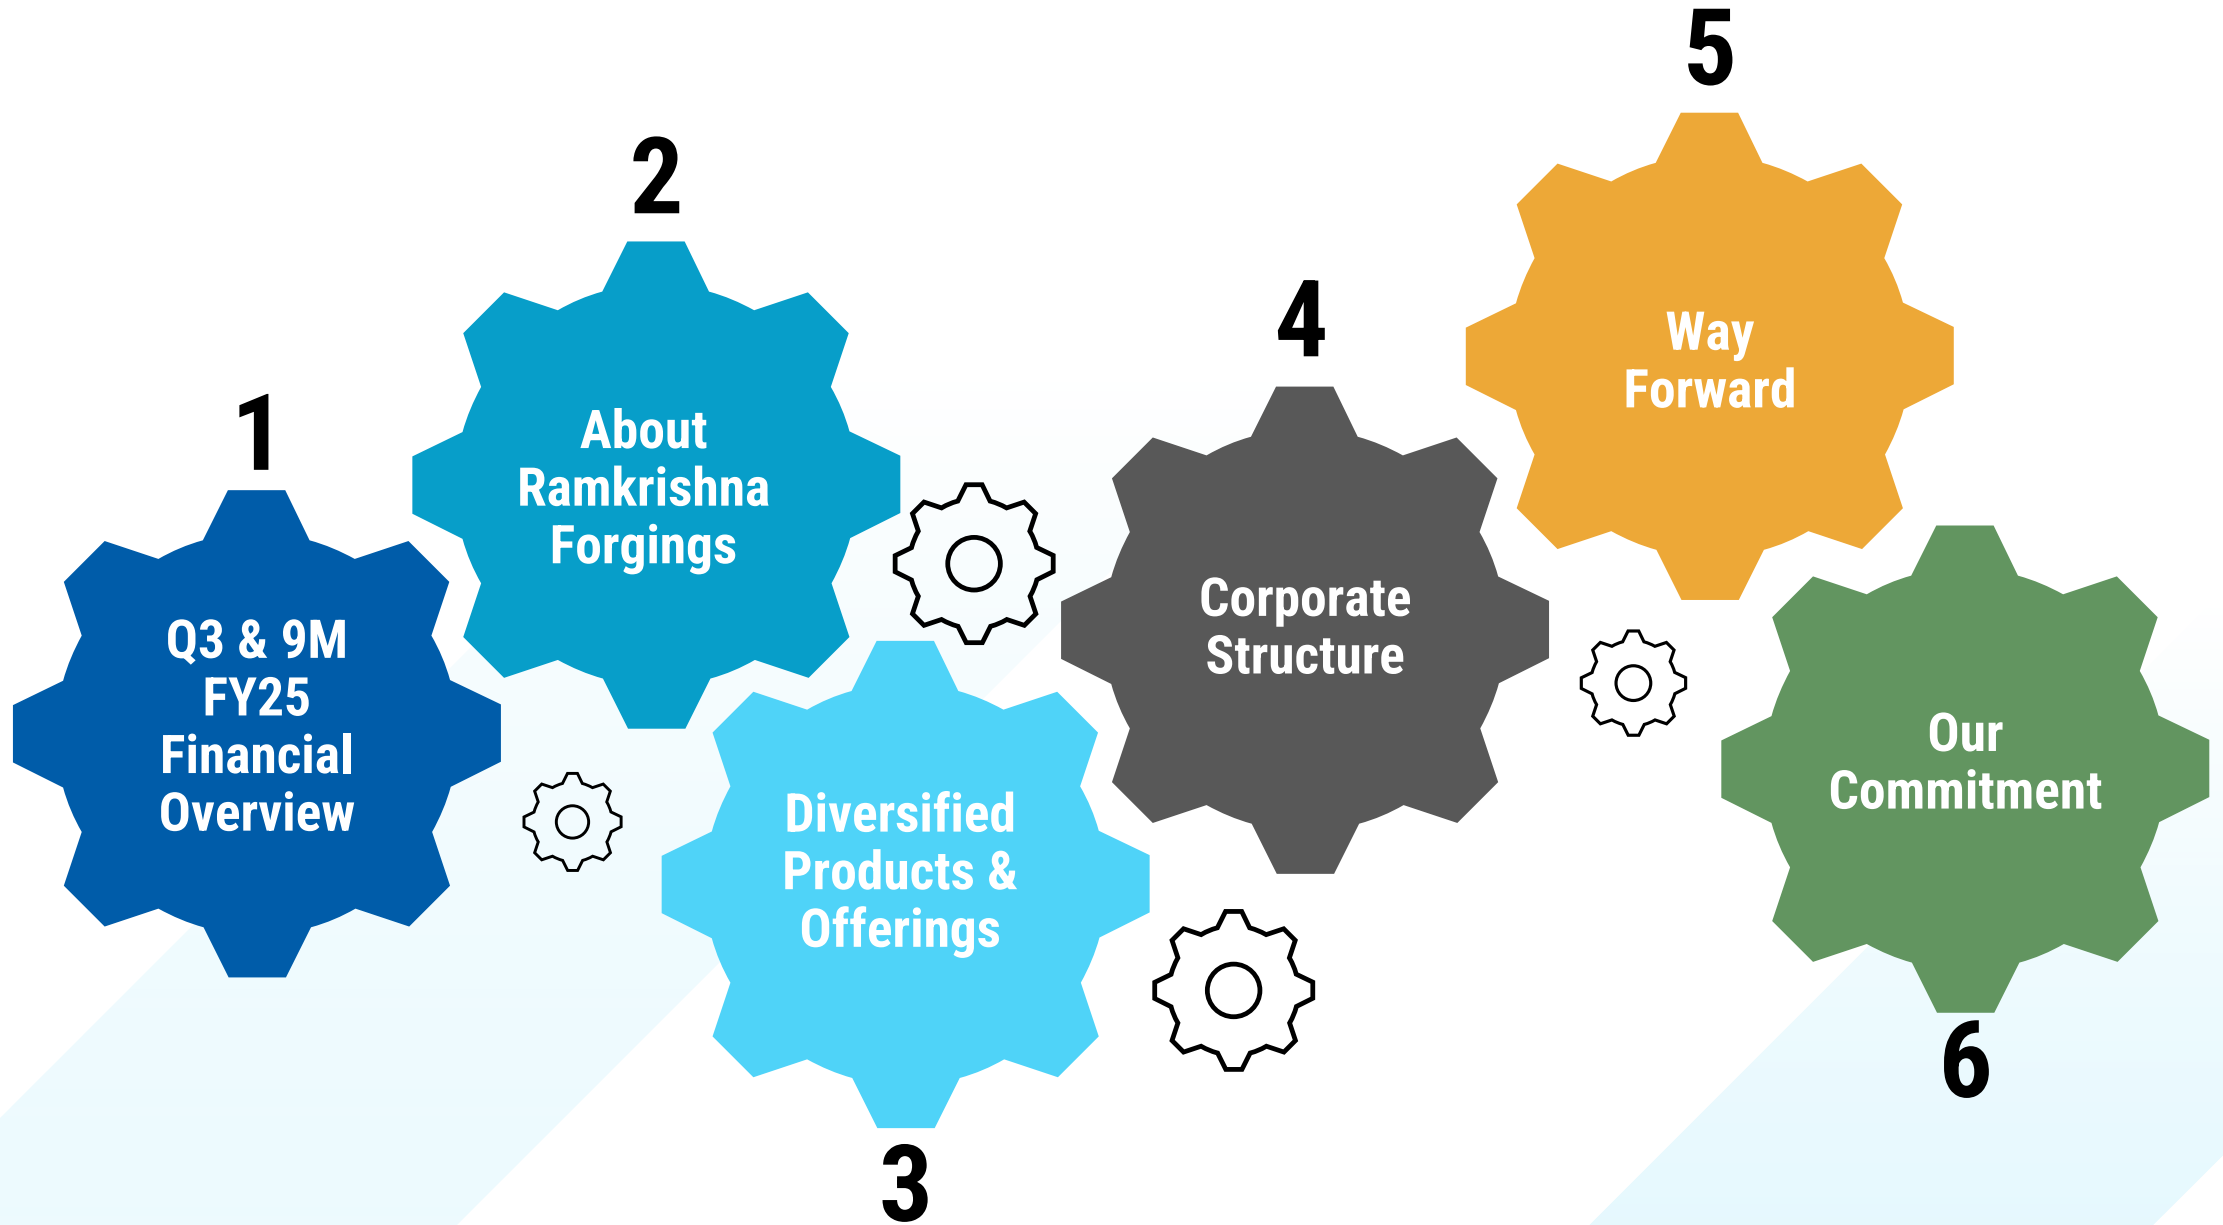 1
Q3 & 9M
FY25
Financial
Overview
2
About
Ramkrishna
Forgings
3
Diversified
Products &
Offerings
4
Corporate
Structure
5
Way
Forward
6
Our
Commitment